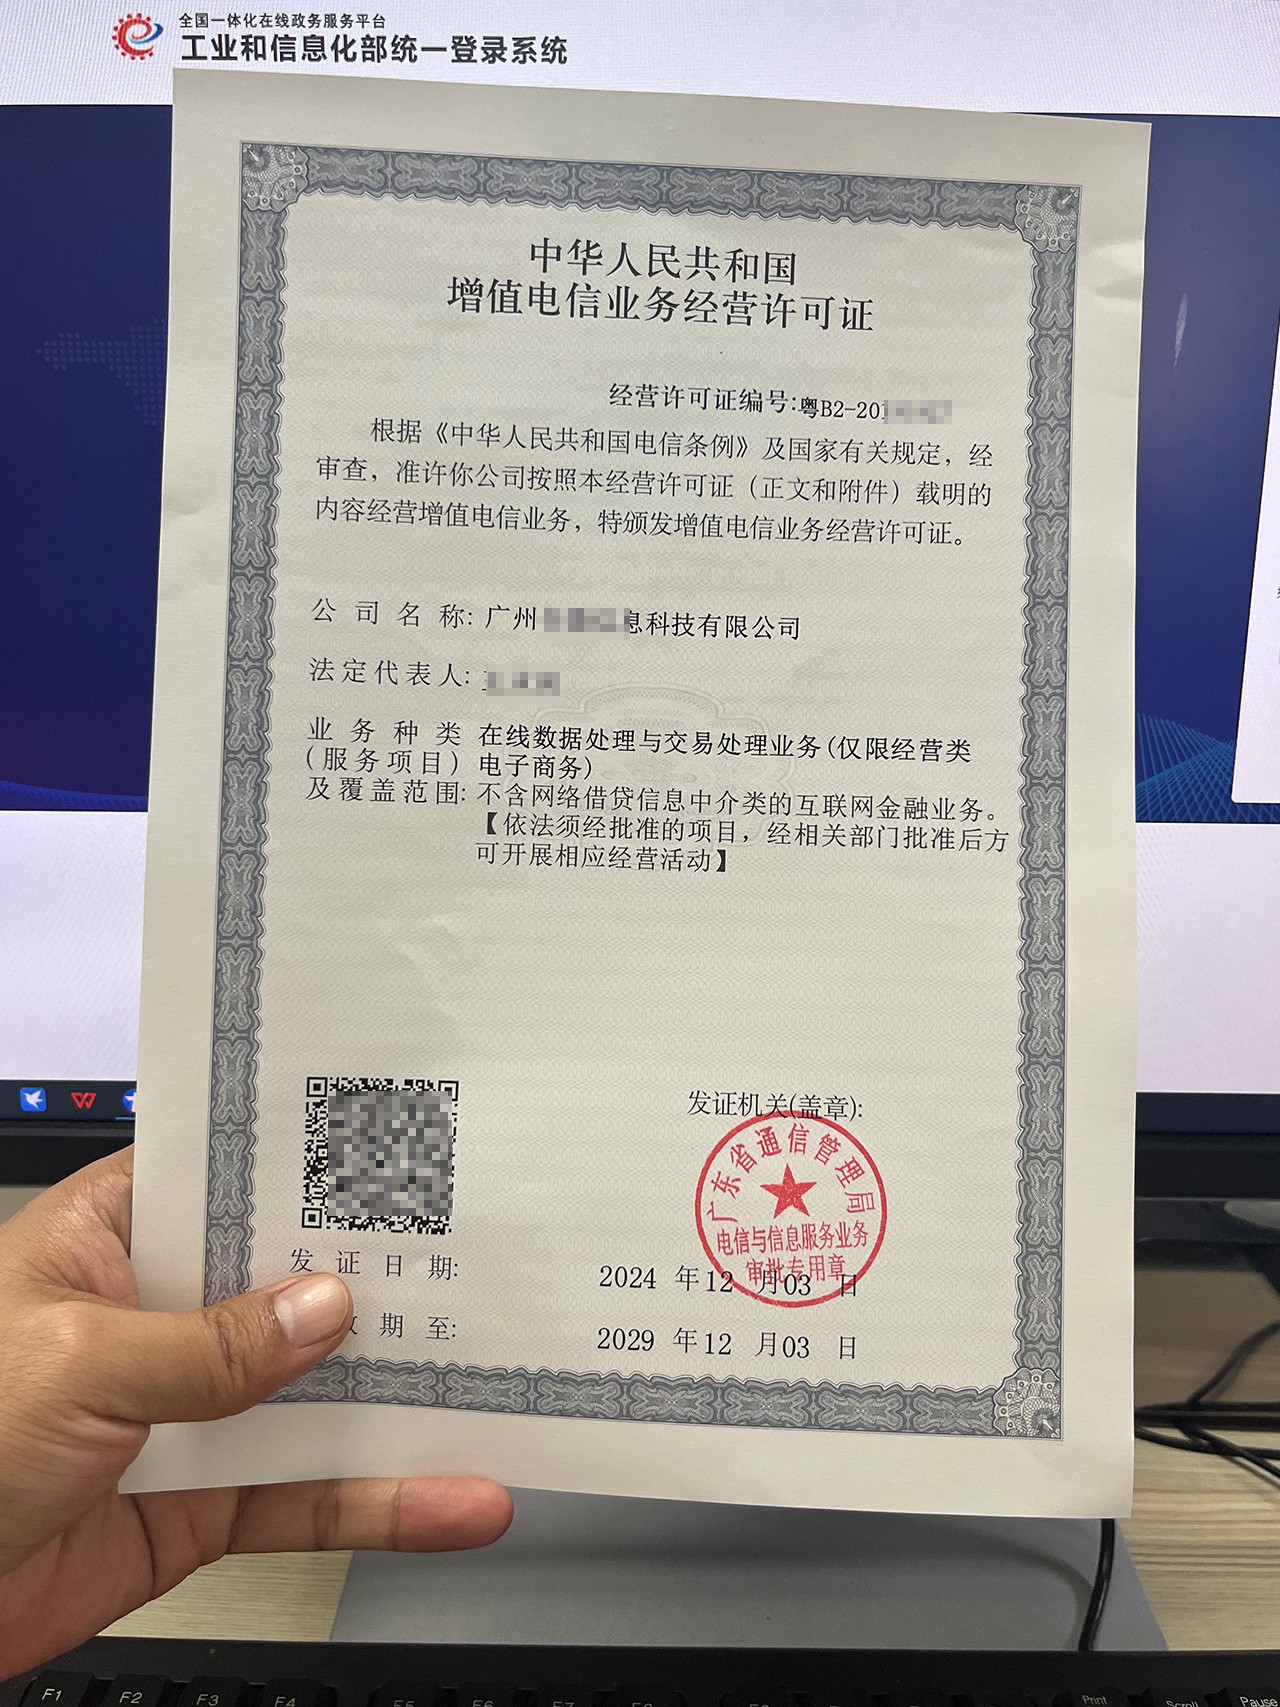 全国一体化在线政务服务平台
工业和信息化部统一登录系统
中华人民共和国
增值电信业务经营许可证
经营许可证编号:粤B2-20
根据《中华人民共和国电信条例》及国家有关规定，经
审查，准许你公司按照本经营许可证（正文和附件）载明的
内容经营增值电信业务，特颁发增值电信业务经营许可证。
公司名称:广州 息科技有限公司
法定代表人:
业务种类 在线数据处理与交易处理业务(仅限经营类
(服务项目) 电子商务)
及覆盖范围:不含网络借贷信息中介类的互联网金融业务。
【依法须经批准的项目，经相关部门批准后方
可开展相应经营活动】
发证机关(盖章):
广东省通信管理局
电信与信息服务业务
审批专用章
发证日期: 2024 年12 月03 日
期至: 2029 年12 月03 日
F1 F2 F3 F4 F5 F6 F7 Print Scroll Pause